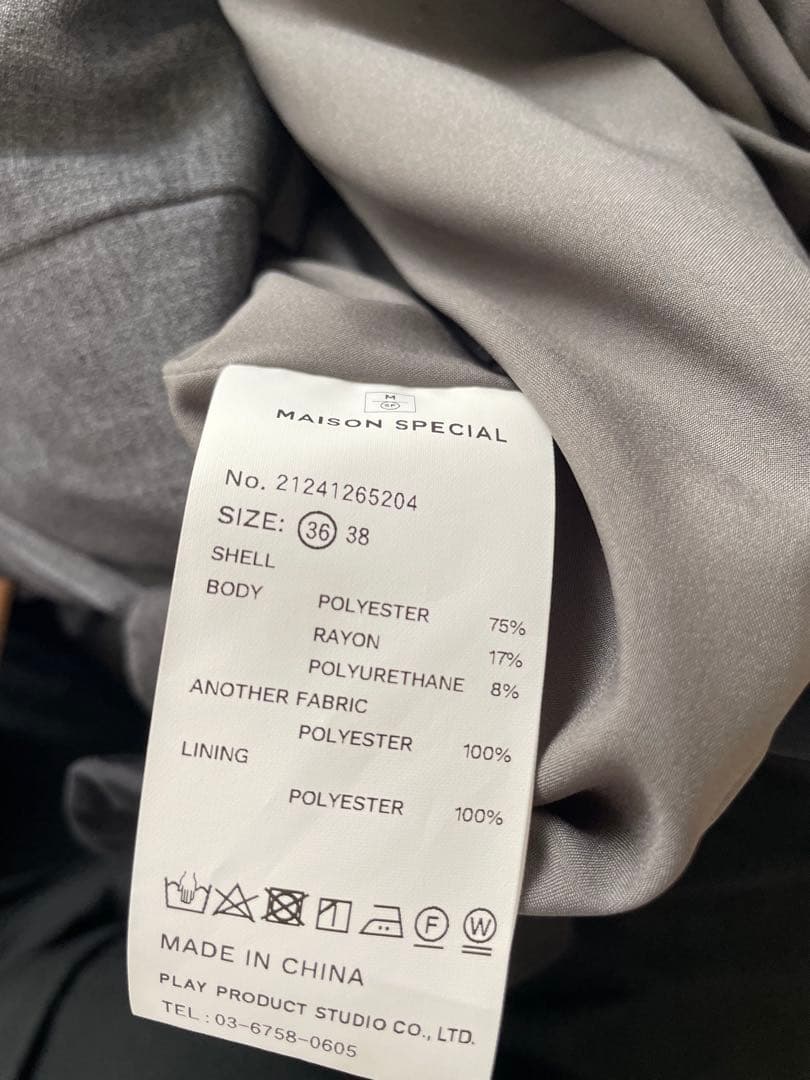 M
SP
MAISON SPECIAL
No. 21241265204
SIZE: 36 38
SHELL
BODY POLYESTER 75%
RAYON 17%
POLYURETHANE 8%
ANOTHER FABRIC
POLYESTER 100%
LINING
POLYESTER 100%
F W
MADE IN CHINA
PLAY PRODUCT STUDIO CO., LTD.
TEL : 03-6758-0605